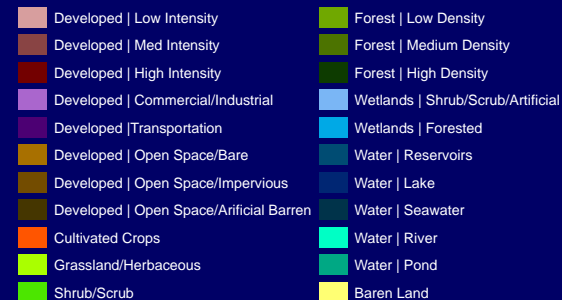 Developed | Low Intensity
Developed | Med Intensity
Developed | High Intensity
Developed | Commercial/Industrial
Developed |Transportation
Developed | Open Space/Bare
Developed | Open Space/Impervious
Developed | Open Space/Arificial Barren
Cultivated Crops
Grassland/Herbaceous
Shrub/Scrub
Forest | Low Density
Forest | Medium Density
Forest | High Density
Wetlands | Shrub/Scrub/Artificial
Wetlands | Forested
Water | Reservoirs
Water | Lake
Water | Seawater
Water | River
Water | Pond
Baren Land